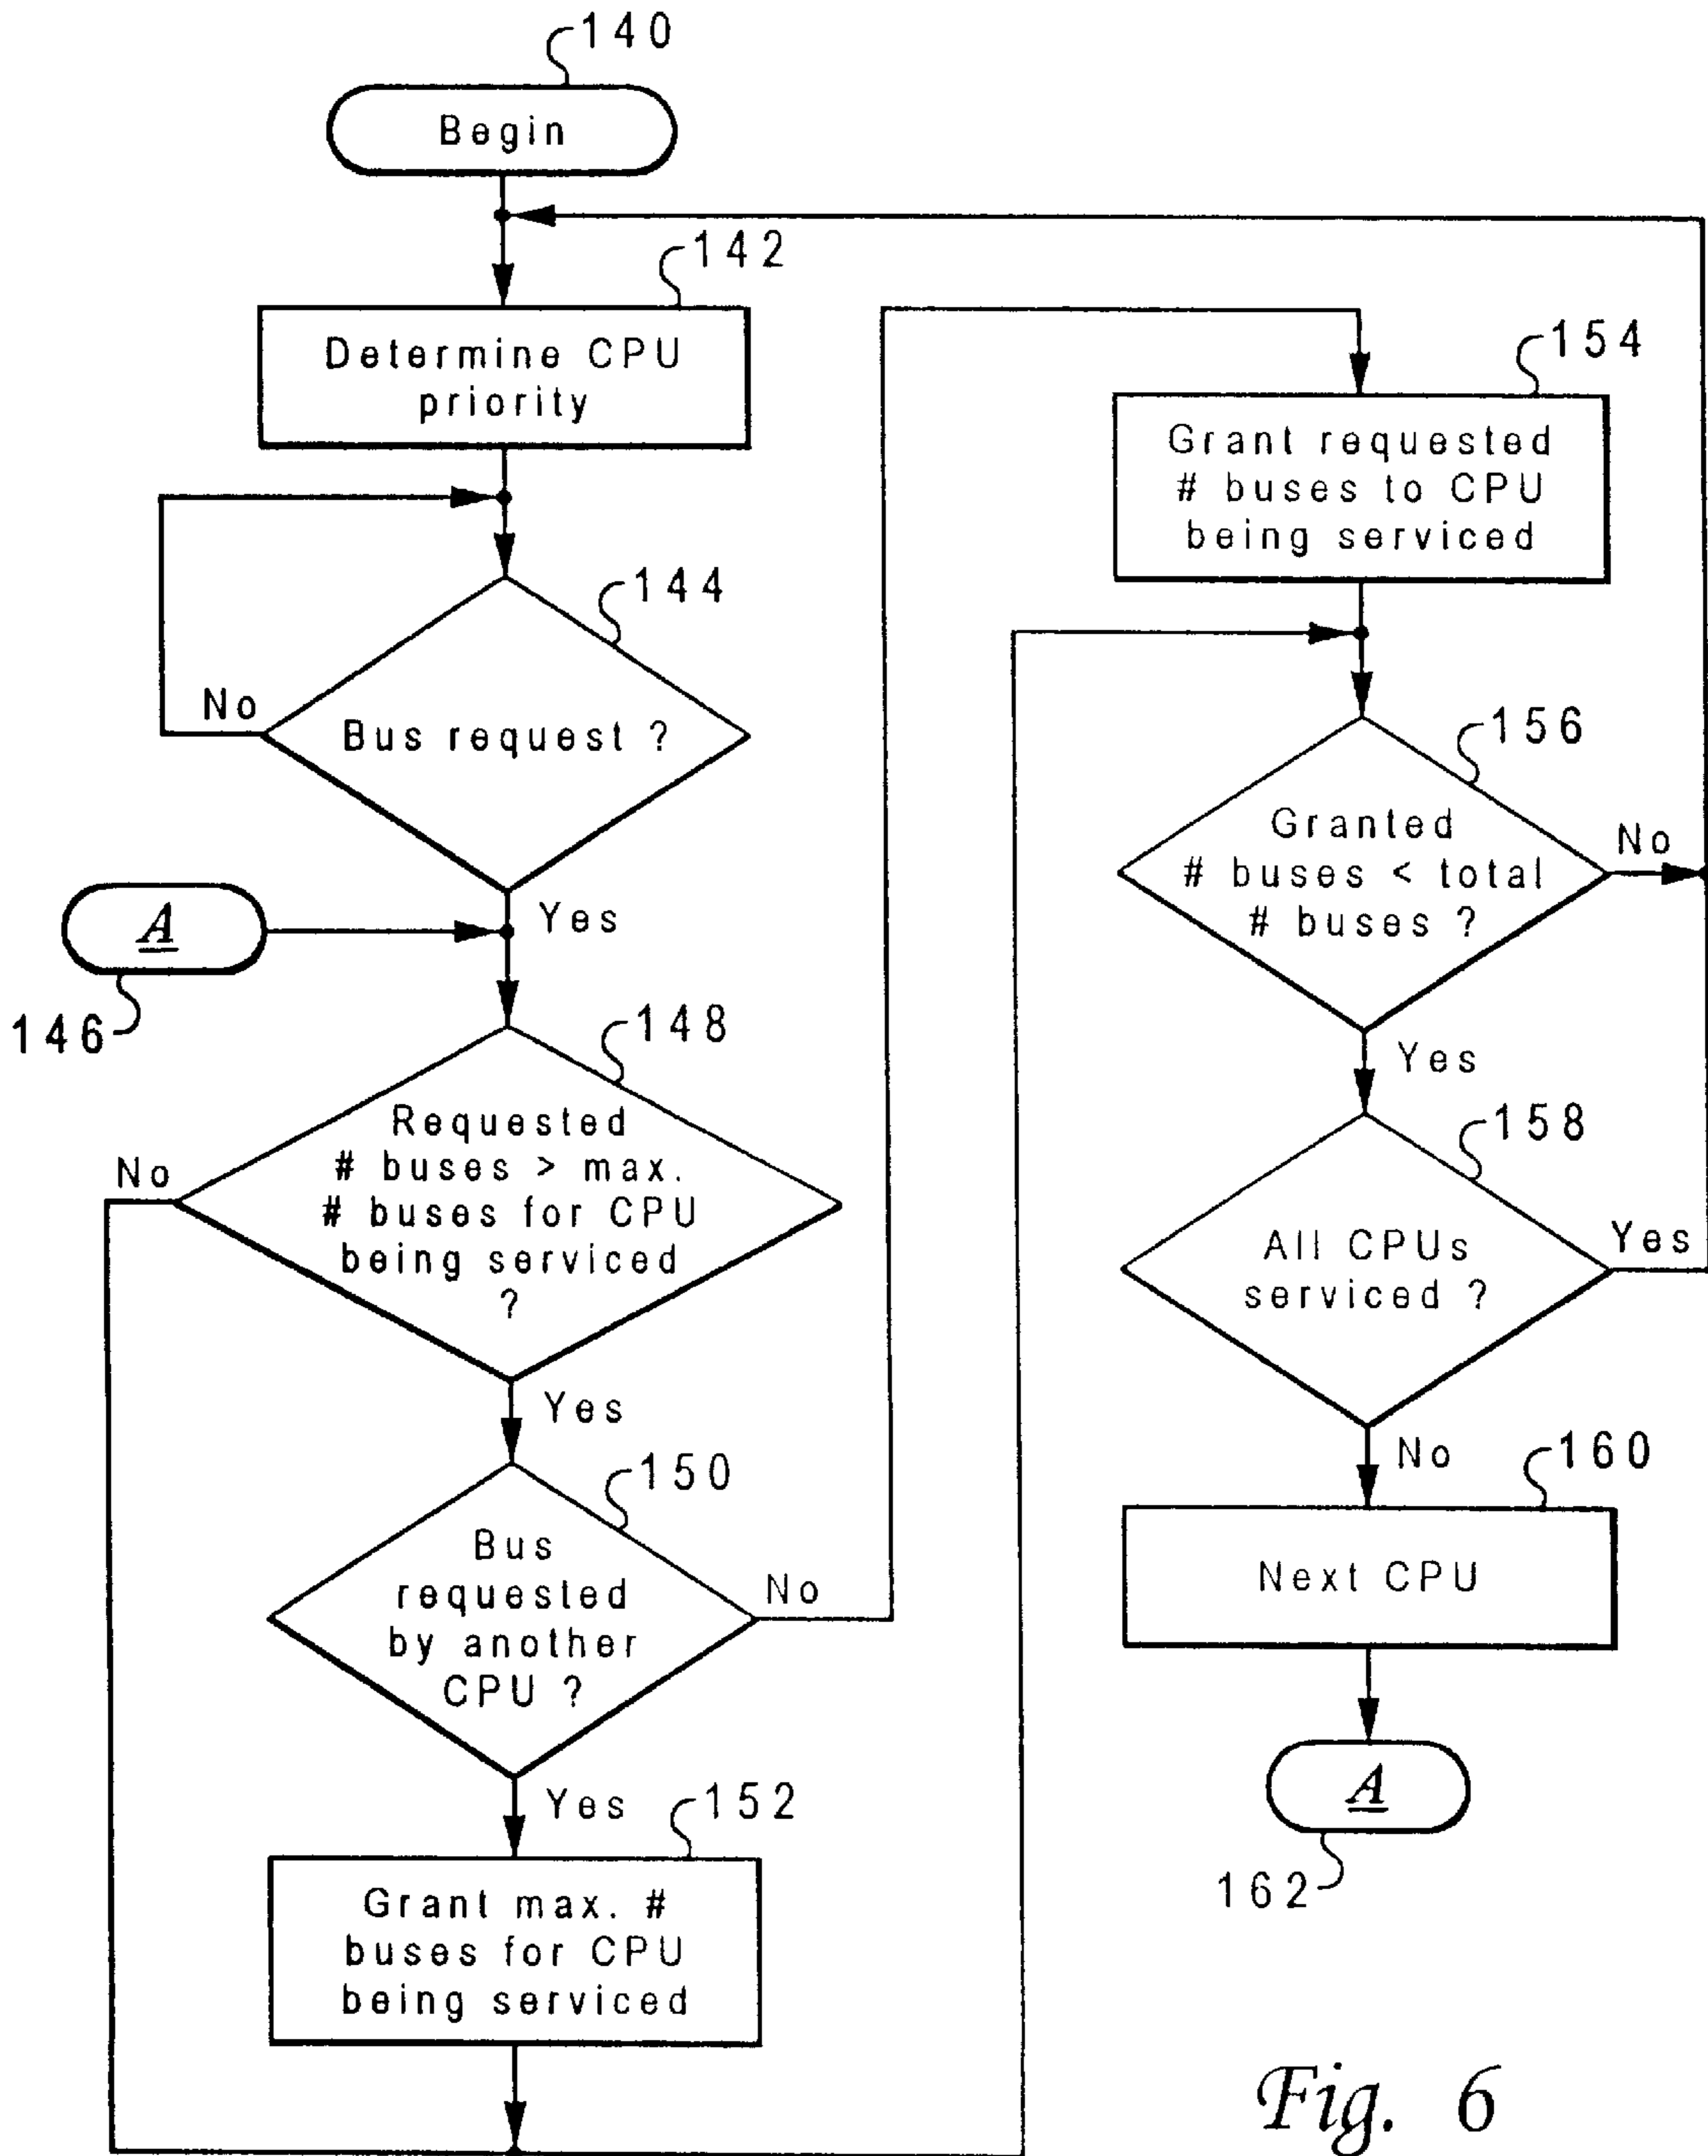 140
Begin
142
Determine CPU
priority
144
No
Bus request ?
Yes
A
146
148
Requested
# buses > max.
# buses for CPU
being serviced
?
No
Yes
150
Bus
requested
by another
CPU ?
No
Yes
152
Grant max. #
buses for CPU
being serviced
154
Grant requested
# buses to CPU
being serviced
156
Granted
# buses < total
# buses ?
No
Yes
158
All CPUs
serviced ?
Yes
No
160
Next CPU
A
162
Fig. 6